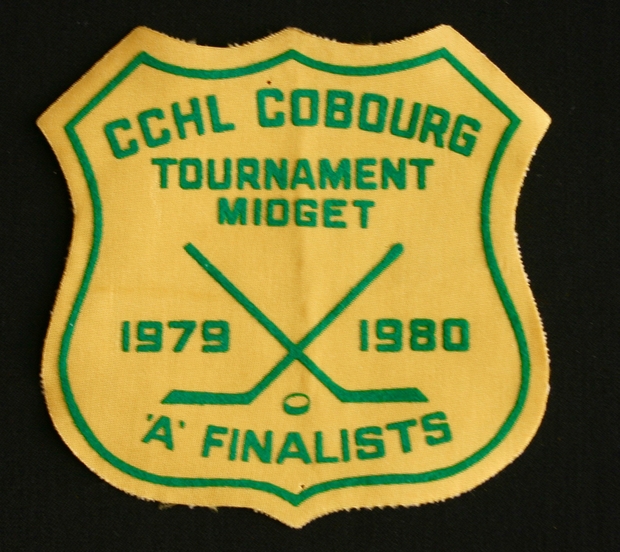 CCHL COBOURG
TOURNAMENT
MIDGET
1979 1980
'A' FINALISTS